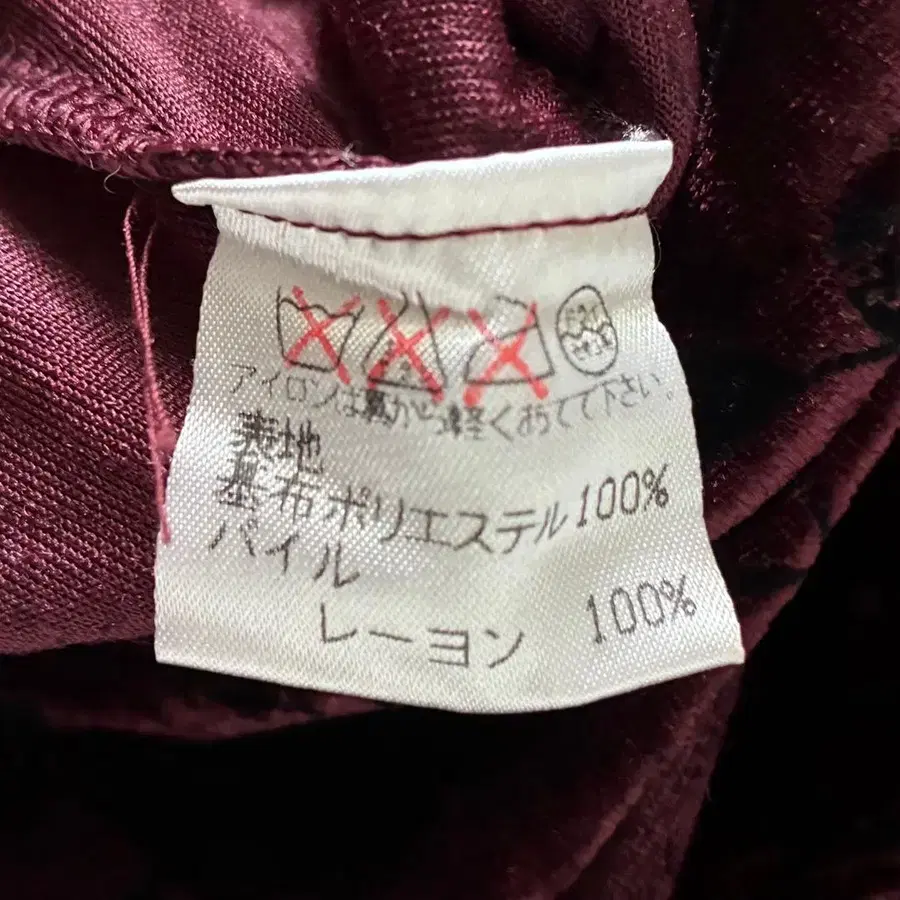 アイロンは裏から軽くあてて下さい。
表地
基布ポリエステル100%
パイル
レーヨン 100%